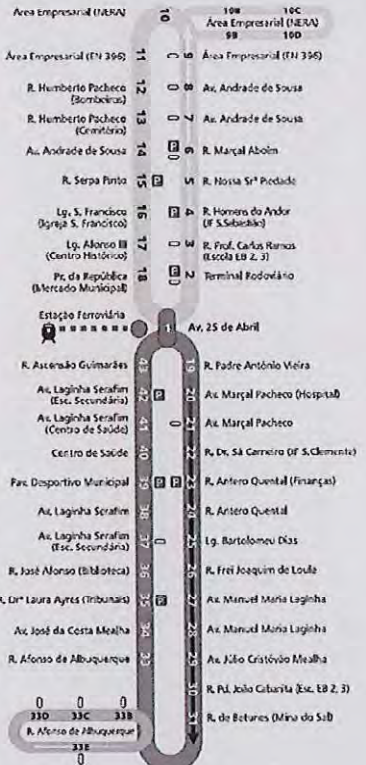 Área Empresarial (NERA)
10
10B 10C
Área Empresarial (NERA)
9B 10D
Área Empresarial (EN 396)
11
9
Área Empresarial (EN 396)
R. Humberto Pacheco
(Bombeiros)
12
8
Av. Andrade de Sousa
R. Humberto Pacheco
(Cemitério)
13
7
Av. Andrade de Sousa
Av. Andrade de Sousa
14
P
6
R. Marçal Aboim
R. Serpa Pinto
15
P
5
R. Nossa Srª Piedade
Lg. S. Francisco
(Igreja S. Francisco)
16
P
4
R. Homens do Andor
(JF S.Sebastião)
Lg. Afonso III
(Centro Histórico)
17
3
R. Prof. Carlos Ramos
(Escola EB 2, 3)
Pr. da República
(Mercado Municipal)
18
P
2
Terminal Rodoviário
Estação Ferroviária
1
Av. 25 de Abril
R. Ascensão Guimarães
43
19
R. Padre António Vieira
Av. Laginha Serafim
(Esc. Secundária)
42
P
20
Av. Marçal Pacheco (Hospital)
Av. Laginha Serafim
(Centro de Saúde)
41
21
Av. Marçal Pacheco
Centro de Saúde
40
22
R. Dr. Sá Carneiro (JF S.Clemente)
Pav. Desportivo Municipal
39
P
P
23
R. Antero Quental (Finanças)
Av. Laginha Serafim
38
24
R. Antero Quental
Av. Laginha Serafim
(Esc. Secundária)
37
25
Lg. Bartolomeu Dias
R. José Afonso (Biblioteca)
36
26
R. Frei Joaquim de Loulé
R. Drª Laura Ayres (Tribunais)
35
P
27
Av. Manuel Maria Laginha
Av. José da Costa Mealha
34
28
Av. Manuel Maria Laginha
R. Afonso de Albuquerque
33
29
Av. Júlio Cristóvão Mealha
30
R. Pd. João Cabanita (Esc. EB 2, 3)
31
R. de Betunes (Mina do Sal)
33D 33C 33B
R. Afonso de Albuquerque
33E